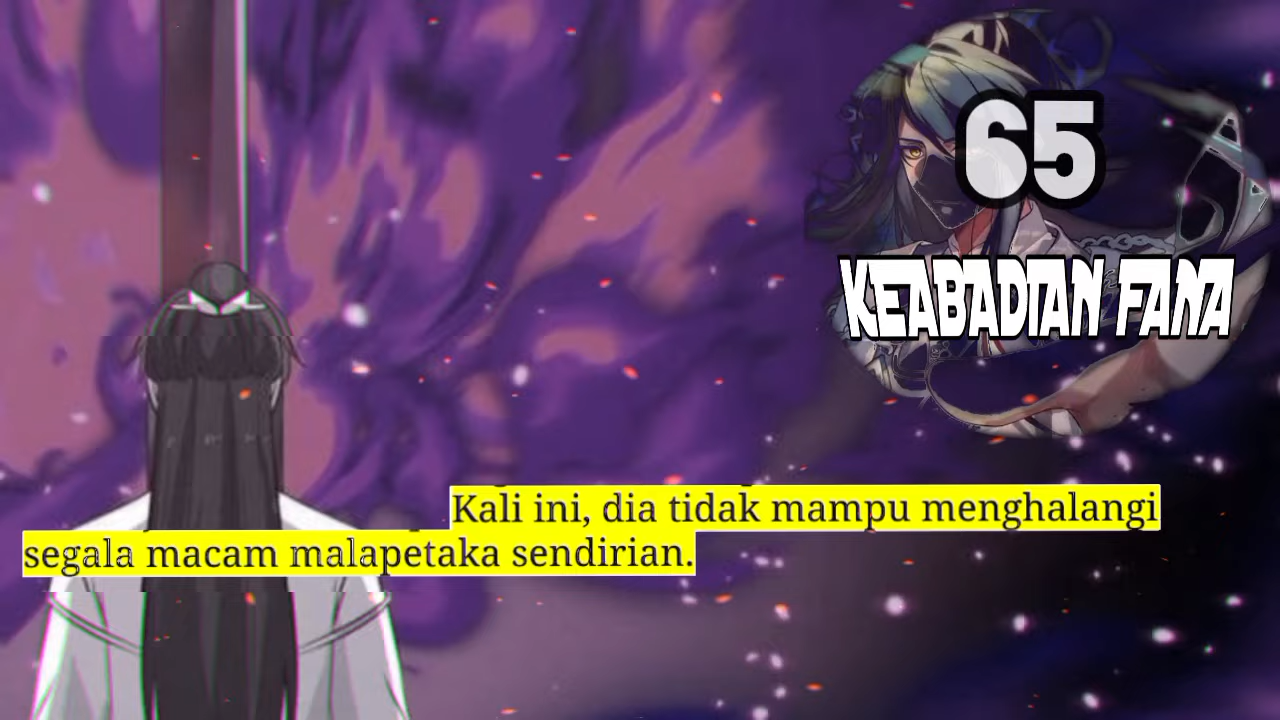 65
KEABADIAN FANA
Kali ini, dia tidak mampu menghalangi
segala macam malapetaka sendirian.